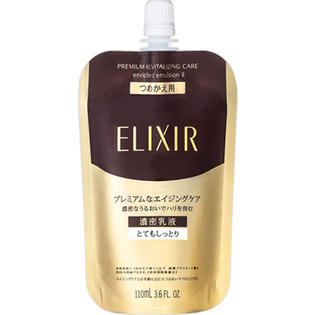 PREMIUM REVITALIZING CARE
enriched emulsion II
つめかえ用
ELIXIR
プレミアムなエイジングケア
濃密なうるおいでハリを育む
濃密乳液
とてもしっとり
110mL 3.6 FL. OZ.